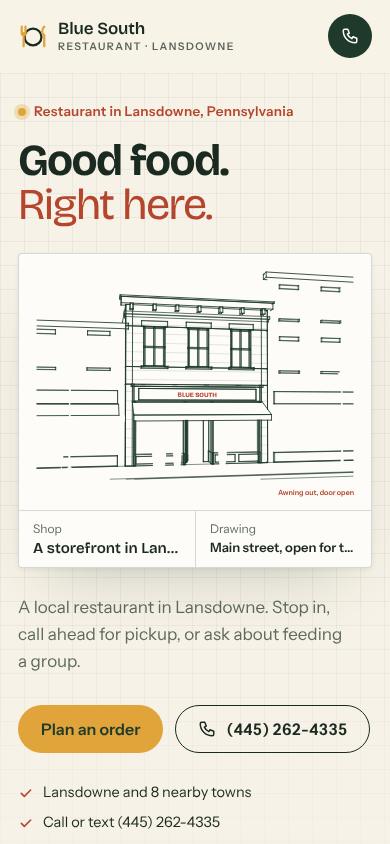 Blue South
RESTAURANT · LANSDOWNE
Restaurant in Lansdowne, Pennsylvania
Good food.
Right here.
BLUE SOUTH
Awning out, door open
Shop
A storefront in Lan...
Drawing
Main street, open for t...
A local restaurant in Lansdowne. Stop in,
call ahead for pickup, or ask about feeding
a group.
Plan an order
(445) 262-4335
Lansdowne and 8 nearby towns
Call or text (445) 262-4335